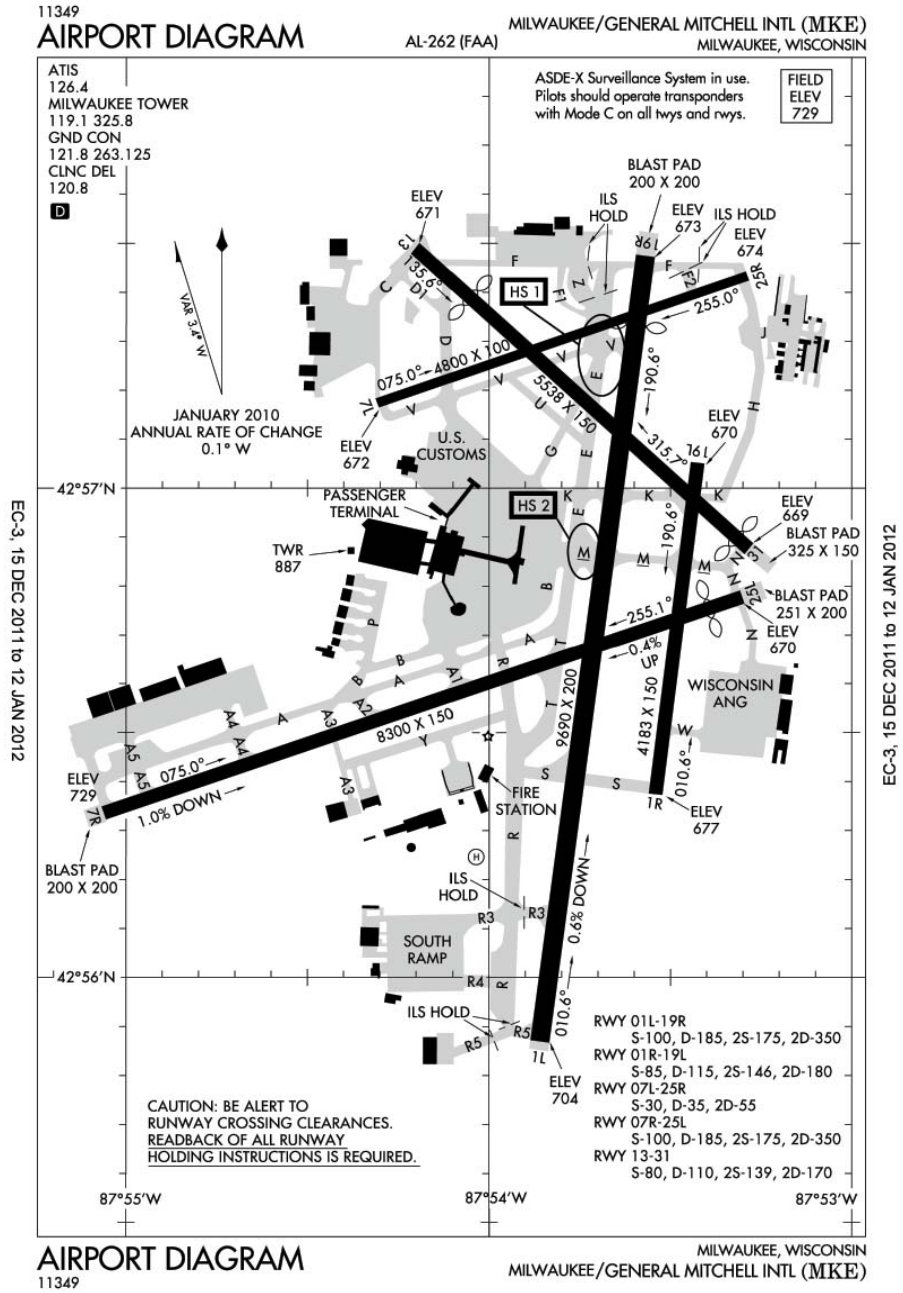 11349
AIRPORT DIAGRAM
AL-262 (FAA)
MILWAUKEE/GENERAL MITCHELL INTL (MKE)
MILWAUKEE, WISCONSIN
ATIS
126.4
MILWAUKEE TOWER
119.1 325.8
GND CON
121.8 263.125
CLNC DEL
120.8
D
ASDE-X Surveillance System in use.
Pilots should operate transponders
with Mode C on all twys and rwys.
FIELD
ELEV
729
BLAST PAD
200 X 200
ELEV
671
ILS
HOLD
ELEV
673
ILS HOLD
ELEV
674
13
19R
25R
F
F
F1
F2
Z
C
D1
135.6°
HS 1
255.0°
VAR 3.4° W
D
J
075.0°
4800 X 100
V
V
V
V
E
190.6°
H
7L
5538 X 150
U
JANUARY 2010
ANNUAL RATE OF CHANGE
0.1° W
ELEV
672
U.S.
CUSTOMS
G
E
315.7°
16L
ELEV
670
42°57'N
PASSENGER
TERMINAL
HS 2
K
K
K
E
190.6°
ELEV
669
BLAST PAD
325 X 150
31
TWR
887
M
M
M
N
N
N
B
25L
BLAST PAD
251 X 200
ELEV
670
255.1°
0.4%
UP
P
B
B
A
T
R
A
A1
A2
A3
A
A4
A4
8300 X 150
Y
T
9690 X 200
4183 X 150
WISCONSIN
ANG
W
A5
A5
075.0°
1.0% DOWN
A3
S
S
010.6°
ELEV
729
7R
FIRE
STATION
1R
ELEV
677
BLAST PAD
200 X 200
R
H
ILS
HOLD
R3
R3
0.6% DOWN
SOUTH
RAMP
42°56'N
R4
R
ILS HOLD
R5
R5
010.6°
1L
ELEV
704
RWY 01L-19R
S-100, D-185, 2S-175, 2D-350
RWY 01R-19L
S-85, D-115, 2S-146, 2D-180
RWY 07L-25R
S-30, D-35, 2D-55
RWY 07R-25L
S-100, D-185, 2S-175, 2D-350
RWY 13-31
S-80, D-110, 2S-139, 2D-170
CAUTION: BE ALERT TO
RUNWAY CROSSING CLEARANCES.
READBACK OF ALL RUNWAY
HOLDING INSTRUCTIONS IS REQUIRED.
87°55'W
87°54'W
87°53'W
EC-3, 15 DEC 2011 to 12 JAN 2012
EC-3, 15 DEC 2011 to 12 JAN 2012
AIRPORT DIAGRAM
11349
MILWAUKEE, WISCONSIN
MILWAUKEE/GENERAL MITCHELL INTL (MKE)